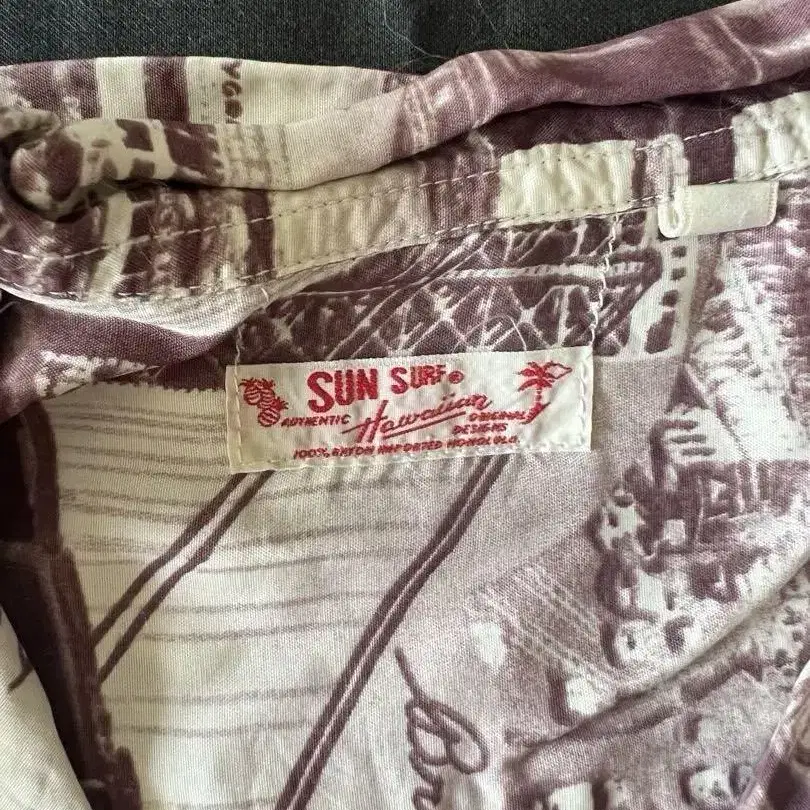 SUN SURF®
AUTHENTIC Hawaiian ORIGINAL DESIGNS
100% RAYON IMPORTED HONOLULU.